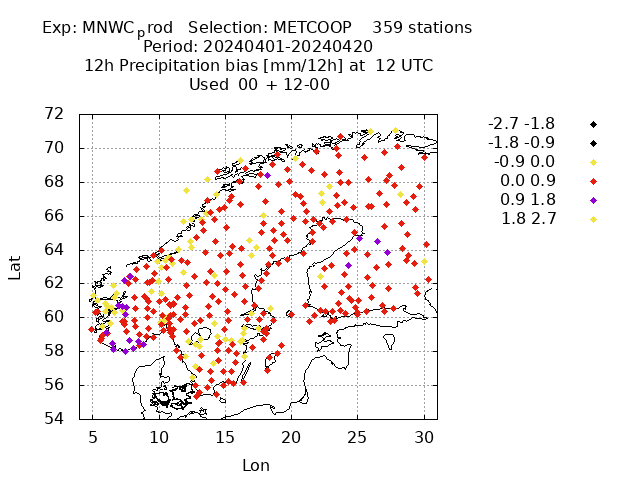 Exp: MNWCprod   Selection: METCOOP    359 stations
Period: 20240401-20240420
12h Precipitation bias [mm/12h] at  12 UTC
Used  00  + 12-00
72
70
68
66
64
62
60
58
56
54
5 10 15 20 25 30
Lat
Lon
-2.7 -1.8
-1.8 -0.9
-0.9 0.0
0.0 0.9
0.9 1.8
1.8 2.7